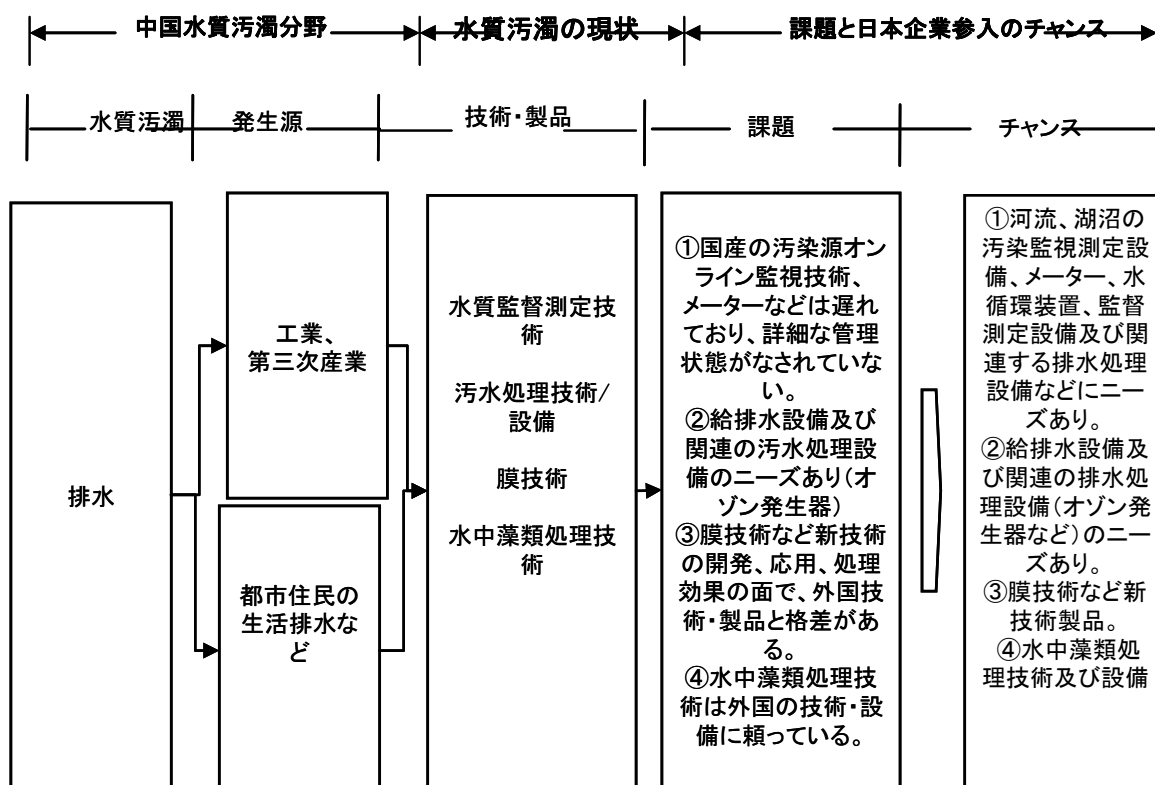 中国水質汚濁分野
水質汚濁の現状
課題と日本企業参入のチャンス
水質汚濁
発生源
技術・製品
課題
チャンス
排水
工業、
第三次産業
都市住民の
生活排水な
ど
水質監督測定技
術
汚水処理技術/
設備
膜技術
水中藻類処理技
術
①国産の汚染源オン
ライン監視技術、
メーターなどは遅れ
ており、詳細な管理
状態がなされていな
い。
②給排水設備及び
関連の汚水処理設
備のニーズあり(オ
ゾン発生器)
③膜技術など新技術
の開発、応用、処理
効果の面で、外国技
術・製品と格差があ
る。
④水中藻類処理技
術は外国の技術・設
備に頼っている。
①河流、湖沼の
汚染監視測定設
備、メーター、水
循環装置、監督
測定設備及び関
連する排水処理
設備などにニー
ズあり。
②給排水設備及
び関連の排水処
理設備(オゾン発
生器など)のニー
ズあり。
③膜技術など新
技術製品。
④水中藻類処
理技術及び設備